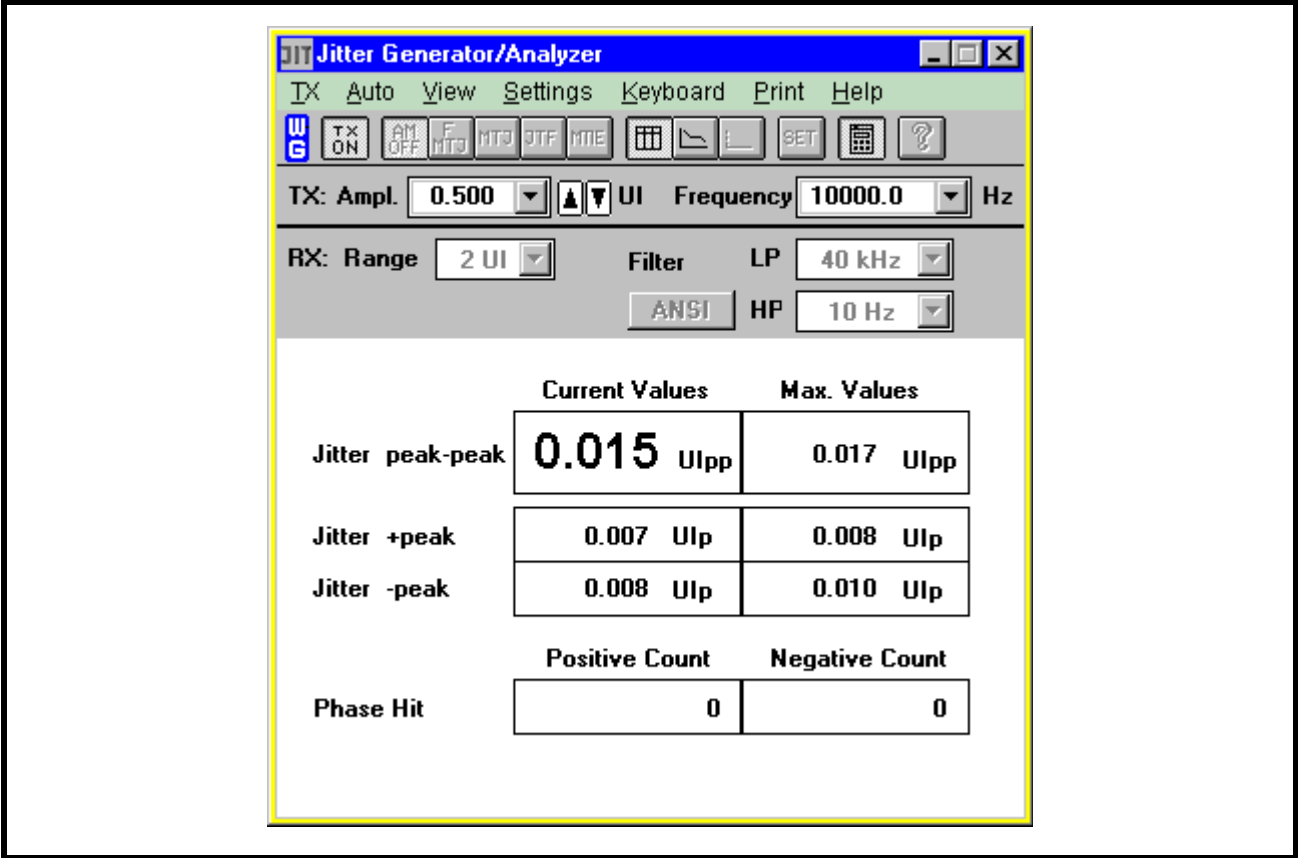 JIT Jitter Generator/Analyzer
TX Auto View Settings Keyboard Print Help
WG TX ON AM OFF F MTJ MTJ JTF MTIE SET ?
TX: Ampl. 0.500 UI Frequency 10000.0 Hz
RX: Range 2 UI Filter LP 40 kHz
ANSI HP 10 Hz
Current Values Max. Values
Jitter peak-peak 0.015 UIpp 0.017 UIpp
Jitter +peak 0.007 UIp 0.008 UIp
Jitter -peak 0.008 UIp 0.010 UIp
Positive Count Negative Count
Phase Hit 0 0